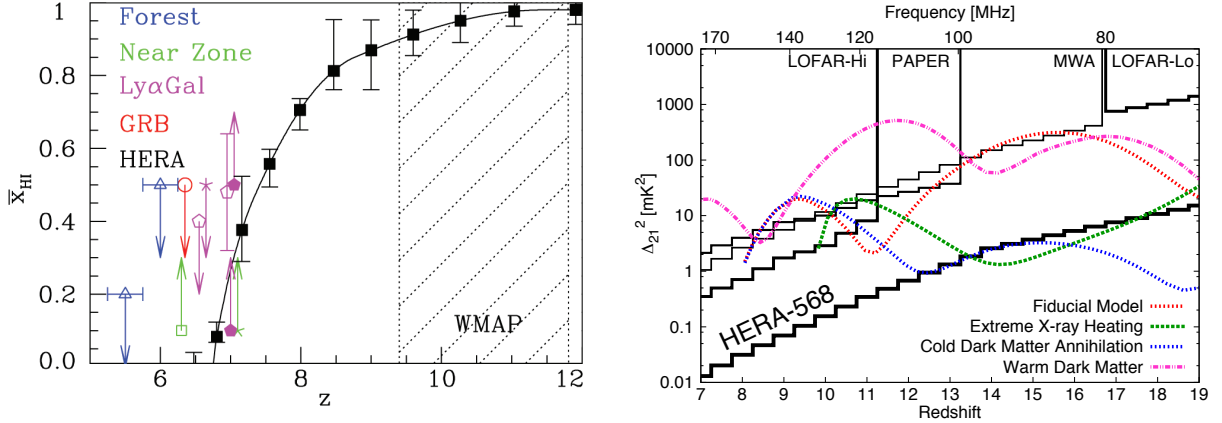 1
0.8
0.6
0.4
0.2
0.0
x̄HI
Forest
Near Zone
LyαGal
GRB
HERA
WMAP
6
8
10
12
z
Frequency [MHz]
170
140
120
100
80
10000
1000
100
10
1
0.1
0.01
Δ21² [mK²]
LOFAR-Hi
PAPER
MWA
LOFAR-Lo
HERA-568
Fiducial Model
Extreme X-ray Heating
Cold Dark Matter Annihilation
Warm Dark Matter
7
8
9
10
11
12
13
14
15
16
17
18
19
Redshift